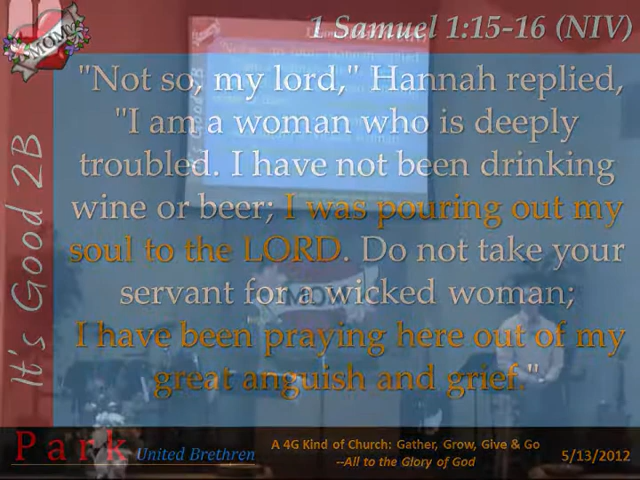 MOM
1 Samuel 1:15-16 (NIV)
"Not so, my lord," Hannah replied,
"I am a woman who is deeply
troubled. I have not been drinking
wine or beer; I was pouring out my
soul to the LORD. Do not take your
servant for a wicked woman;
I have been praying here out of my
great anguish and grief."
It's Good 2B
MOM
Park United Brethren
A 4G Kind of Church: Gather, Grow, Give & Go
--All to the Glory of God
5/13/2012